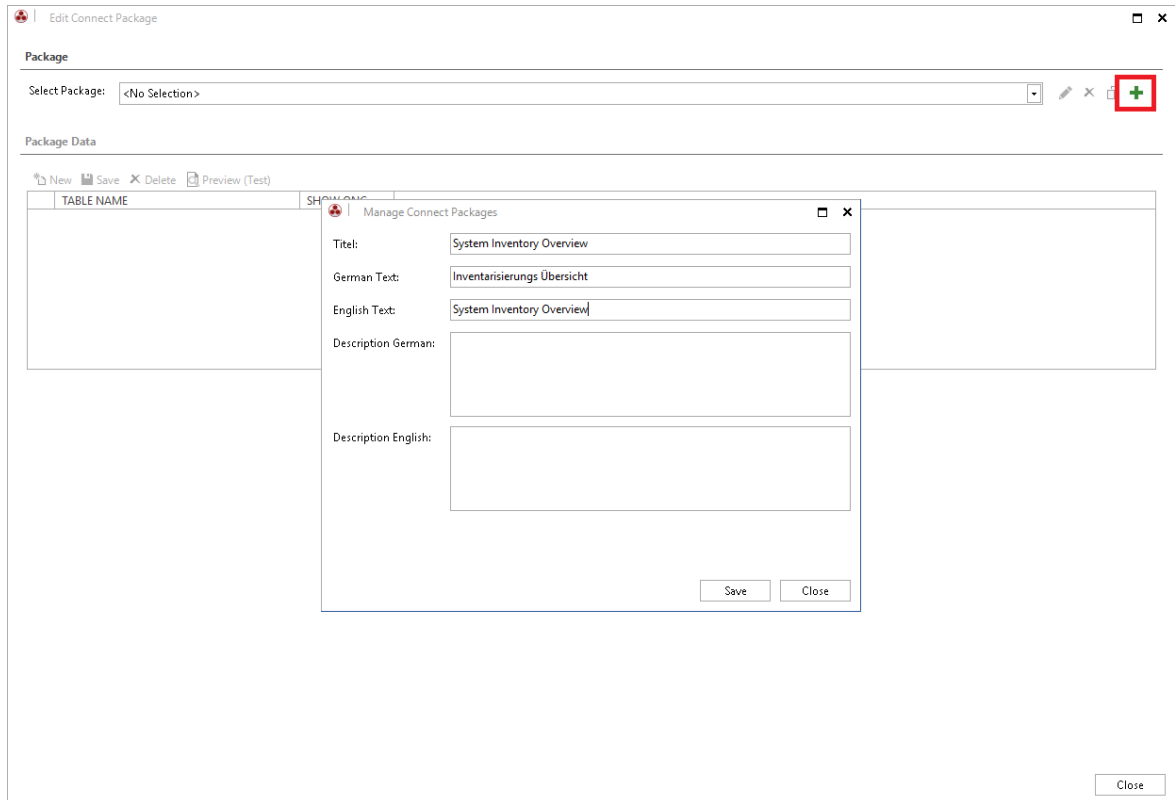 Edit Connect Package
Package
Select Package: <No Selection>
Package Data
New Save Delete Preview (Test)
TABLE NAME
Manage Connect Packages
Titel: System Inventory Overview
German Text: Inventarisierungs Übersicht
English Text: System Inventory Overview
Description German:
Description English:
Save Close
Close